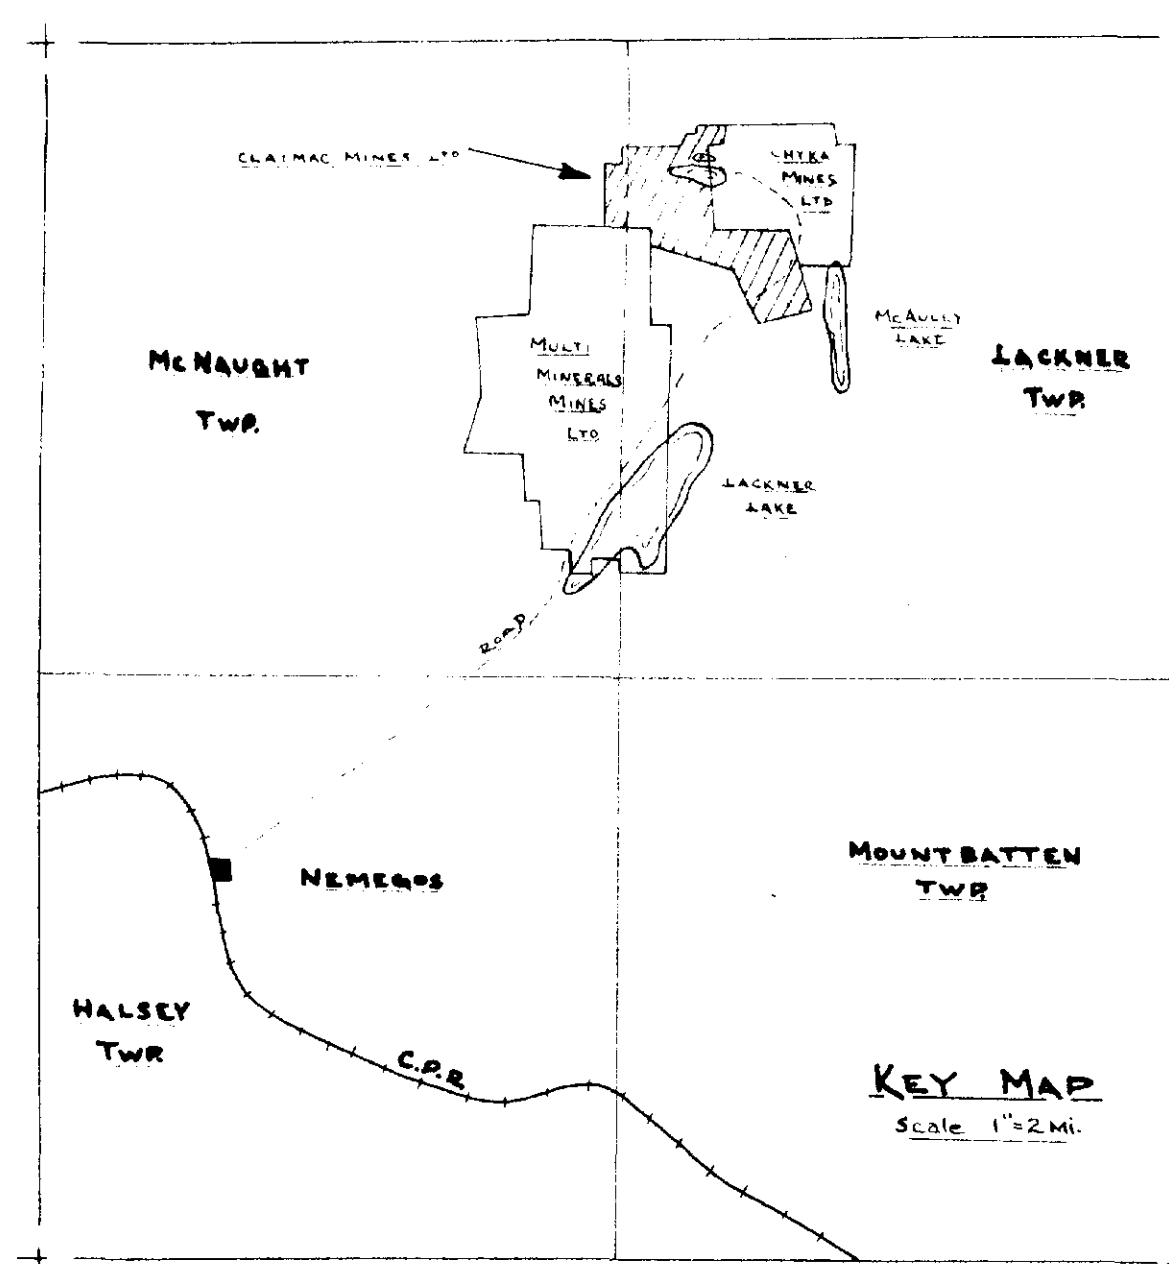 CLAIMAC MINES LTD
CHYKA
MINES
LTD
MCAULLY
LAKE
MCNAUGHT
TWP.
MULTI
MINERALS
MINES
LTD
LACKNER
TWP.
LACKNER
LAKE
ROAD
NEMEGOS
MOUNTBATTEN
TWP.
HALSEY
TWP.
C.P.R
KEY MAP
Scale 1"=2 Mi.